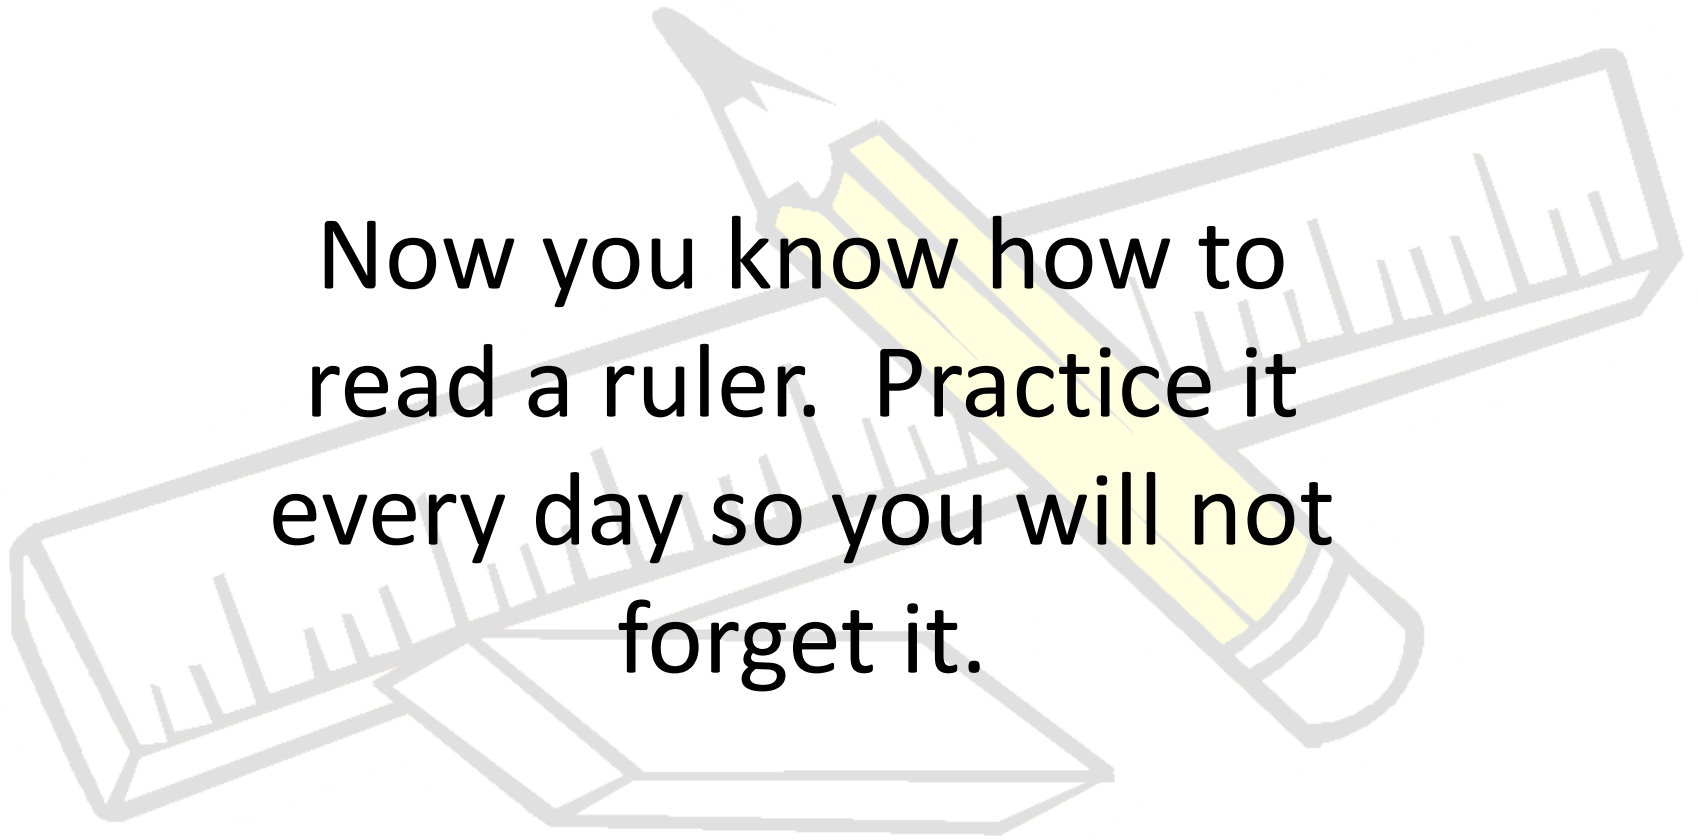 Now you know how to
read a ruler.  Practice it
every day so you will not
forget it.